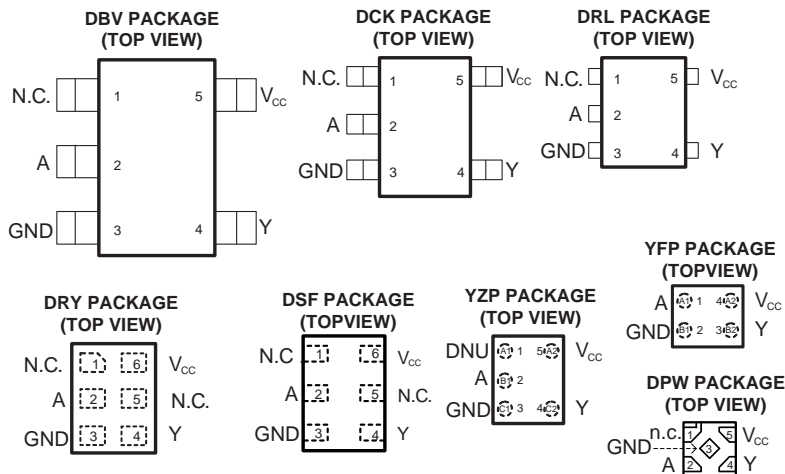 DBV PACKAGE
(TOP VIEW)
N.C. 1 5 VCC
A 2
GND 3 4 Y
DCK PACKAGE
(TOP VIEW)
N.C. 1 5 VCC
A 2
GND 3 4 Y
DRL PACKAGE
(TOP VIEW)
N.C. 1 5 VCC
A 2
GND 3 4 Y
DRY PACKAGE
(TOP VIEW)
N.C. 1 6 VCC
A 2 5 N.C.
GND 3 4 Y
DSF PACKAGE
(TOPVIEW)
N.C 1 6 VCC
A 2 5 N.C.
GND 3 4 Y
YZP PACKAGE
(TOP VIEW)
DNU A1 1 5 A2 VCC
A B1 2
GND C1 3 4 C2 Y
YFP PACKAGE
(TOPVIEW)
A A1 1 4 A2 VCC
GND B1 2 3 B2 Y
DPW PACKAGE
(TOP VIEW)
n.c. 1 5 VCC
GND 3
A 2 4 Y